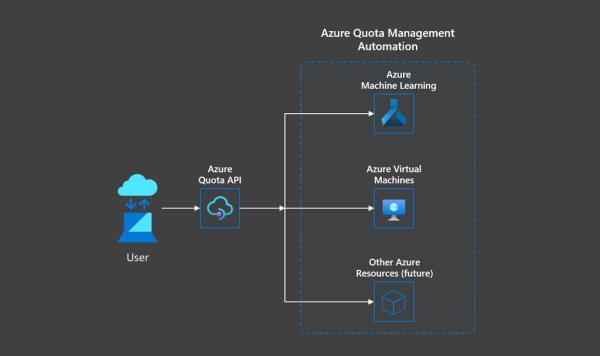 Azure Quota Management
Automation
Azure
Machine Learning
Azure
Quota API
Azure Virtual
Machines
User
Other Azure
Resources (future)